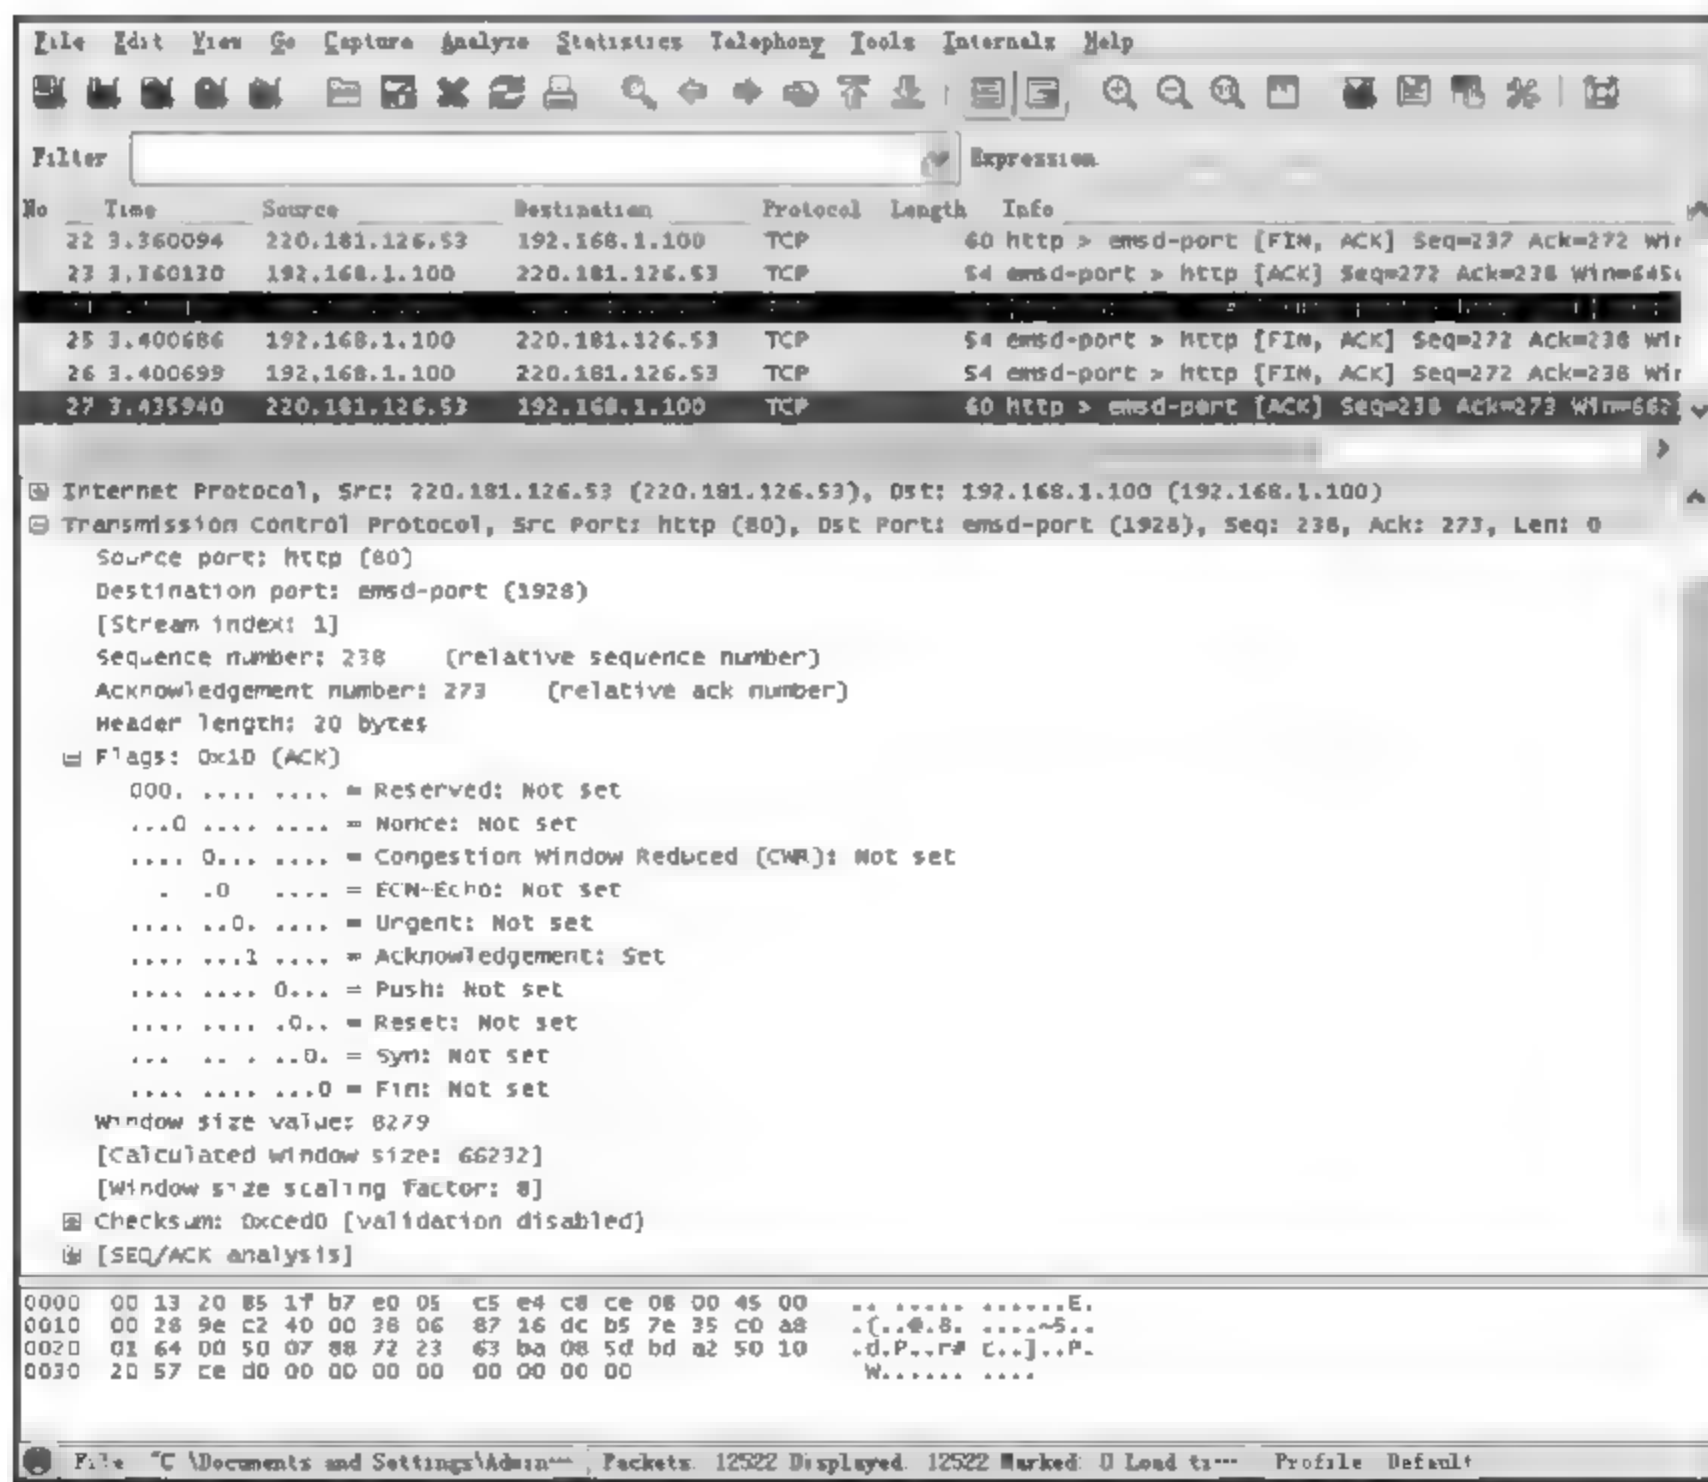 File Edit View Go Capture Analyze Statistics Telephony Tools Internals Help
Filter Expression
No Time Source Destination Protocol Length Info
22 3.360094 220.181.126.53 192.168.1.100 TCP 60 http > emsd-port [FIN, ACK] Seq=237 Ack=272 Wir
23 3.360130 192.168.1.100 220.181.126.53 TCP 54 emsd-port > http [ACK] Seq=272 Ack=238 Win=645
25 3.400686 192.168.1.100 220.181.126.53 TCP 54 emsd-port > http [FIN, ACK] Seq=272 Ack=238 Wir
26 3.400699 192.168.1.100 220.181.126.53 TCP 54 emsd-port > http [FIN, ACK] Seq=272 Ack=238 Wir
27 3.435940 220.181.126.53 192.168.1.100 TCP 60 http > emsd-port [ACK] Seq=238 Ack=273 Win=662
Internet Protocol, Src: 220.181.126.53 (220.181.126.53), Dst: 192.168.1.100 (192.168.1.100)
Transmission Control Protocol, Src Port: http (80), Dst Port: emsd-port (1928), Seq: 238, Ack: 273, Len: 0
Source port: http (80)
Destination port: emsd-port (1928)
[Stream index: 1]
Sequence number: 238 (relative sequence number)
Acknowledgement number: 273 (relative ack number)
Header length: 20 bytes
Flags: 0x10 (ACK)
000. .... .... = Reserved: Not set
...0 .... .... = Nonce: Not set
.... 0... .... = Congestion Window Reduced (CWR): Not set
. .0 .... = ECN-Echo: Not set
.... ..0. .... = Urgent: Not set
.... ...1 .... = Acknowledgement: Set
.... .... 0... = Push: Not set
.... .... .0.. = Reset: Not set
... .. . ..0. = Syn: Not set
.... .... ...0 = Fin: Not set
Window size value: 8279
[Calculated window size: 66232]
[Window size scaling factor: 8]
Checksum: 0xced0 [validation disabled]
[SEQ/ACK analysis]
0000 00 13 20 85 1f b7 e0 05 c5 e4 c8 ce 08 00 45 00 .. ..... ......E.
0010 00 28 9e c2 40 00 38 06 87 16 dc b5 7e 35 c0 a8 .(..@.8. ....~5..
0020 01 64 00 50 07 88 72 23 63 ba 08 5d bd a2 50 10 .d.P..r# c..]..P.
0030 20 57 ce d0 00 00 00 00 00 00 00 00 W...... ....
File "C \Documents and Settings\Admin··· Packets 12522 Displayed 12522 Marked 0 Load ti··· Profile Default